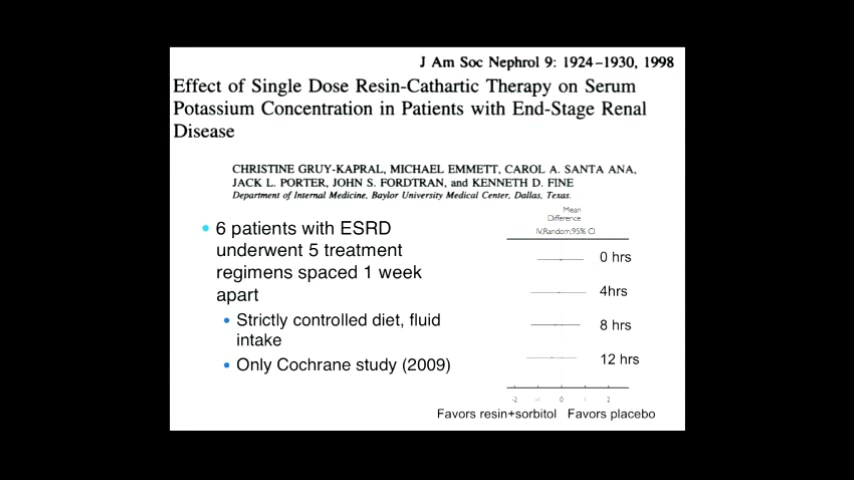 J Am Soc Nephrol 9: 1924–1930, 1998
Effect of Single Dose Resin-Cathartic Therapy on Serum
Potassium Concentration in Patients with End-Stage Renal
Disease
CHRISTINE GRUY-KAPRAL, MICHAEL EMMETT, CAROL A. SANTA ANA,
JACK L. PORTER, JOHN S. FORDTRAN, and KENNETH D. FINE
Department of Internal Medicine, Baylor University Medical Center, Dallas, Texas.
• 6 patients with ESRD
underwent 5 treatment
regimens spaced 1 week
apart
• Strictly controlled diet, fluid
intake
• Only Cochrane study (2009)
Mean
Difference
IV,Random,95% CI
0 hrs
4hrs
8 hrs
12 hrs
-2 -1 0 1 2
Favors resin+sorbitol Favors placebo